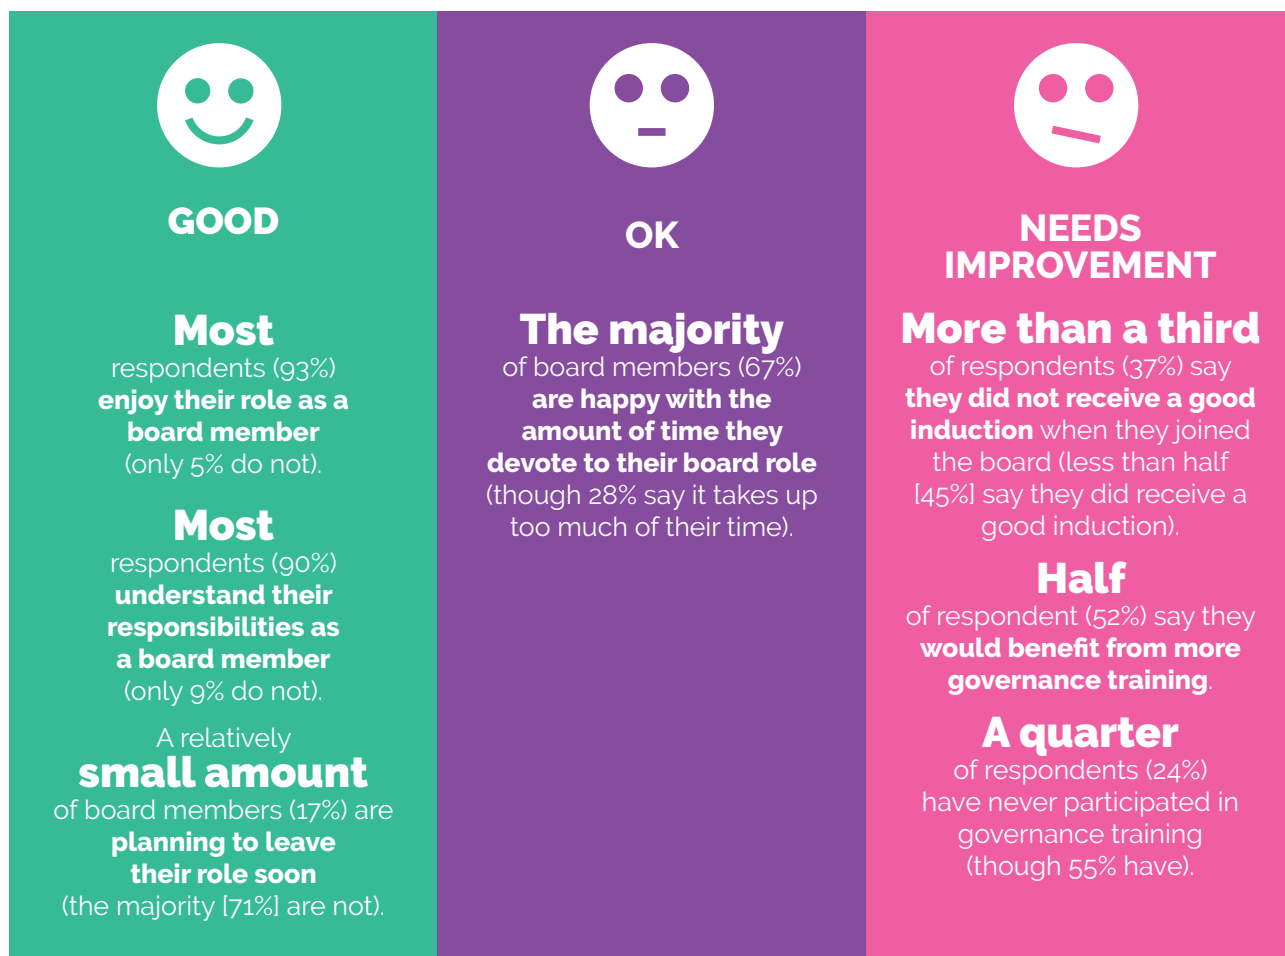 GOOD
Most
respondents (93%)
enjoy their role as a
board member
(only 5% do not).
Most
respondents (90%)
understand their
responsibilities as
a board member
(only 9% do not).
A relatively
small amount
of board members (17%) are
planning to leave
their role soon
(the majority [71%] are not).
OK
The majority
of board members (67%)
are happy with the
amount of time they
devote to their board role
(though 28% say it takes up
too much of their time).
NEEDS
IMPROVEMENT
More than a third
of respondents (37%) say
they did not receive a good
induction when they joined
the board (less than half
[45%] say they did receive a
good induction).
Half
of respondent (52%) say they
would benefit from more
governance training.
A quarter
of respondents (24%)
have never participated in
governance training
(though 55% have).